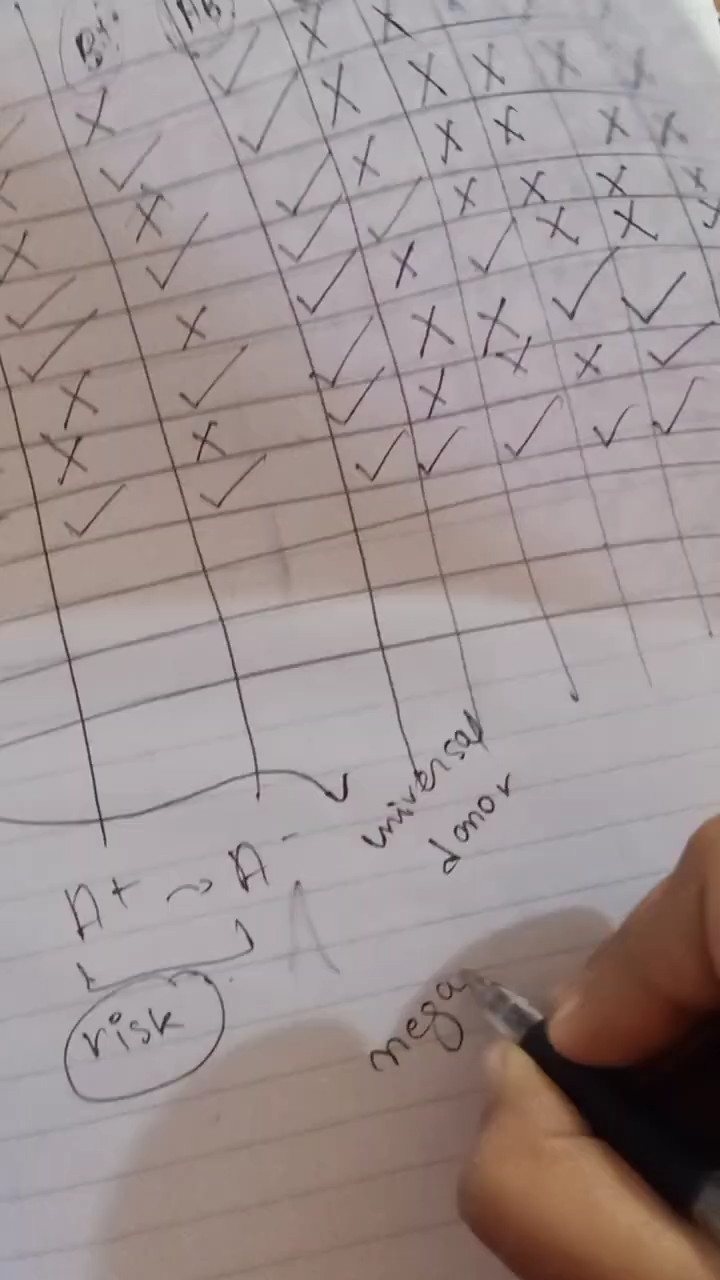 B+
AB
X ✓ X X
✓ ✓ X X X X X
X ✓ X X X X X
✓ ✓ ✓ X X X X
✓ X ✓ X ✓ X X
✓ X ✓ X X ✓ ✓
X ✓ ✓ X X X ✓
X X ✓ ✓ ✓ ✓ ✓
✓ ✓
universal
donor
A+ → A-
A
risk
nega